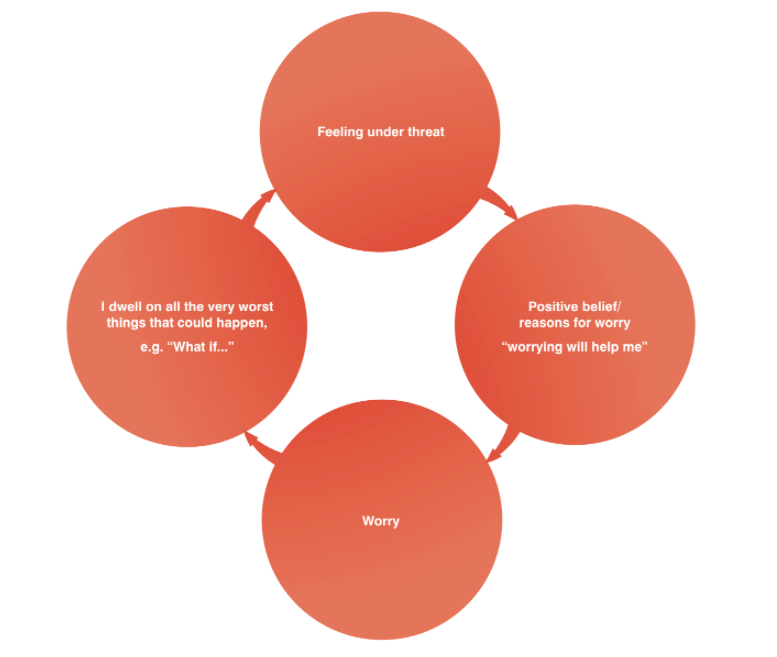 Feeling under threat
Positive belief/
reasons for worry
“worrying will help me”
Worry
I dwell on all the very worst
things that could happen,
e.g. “What if...”